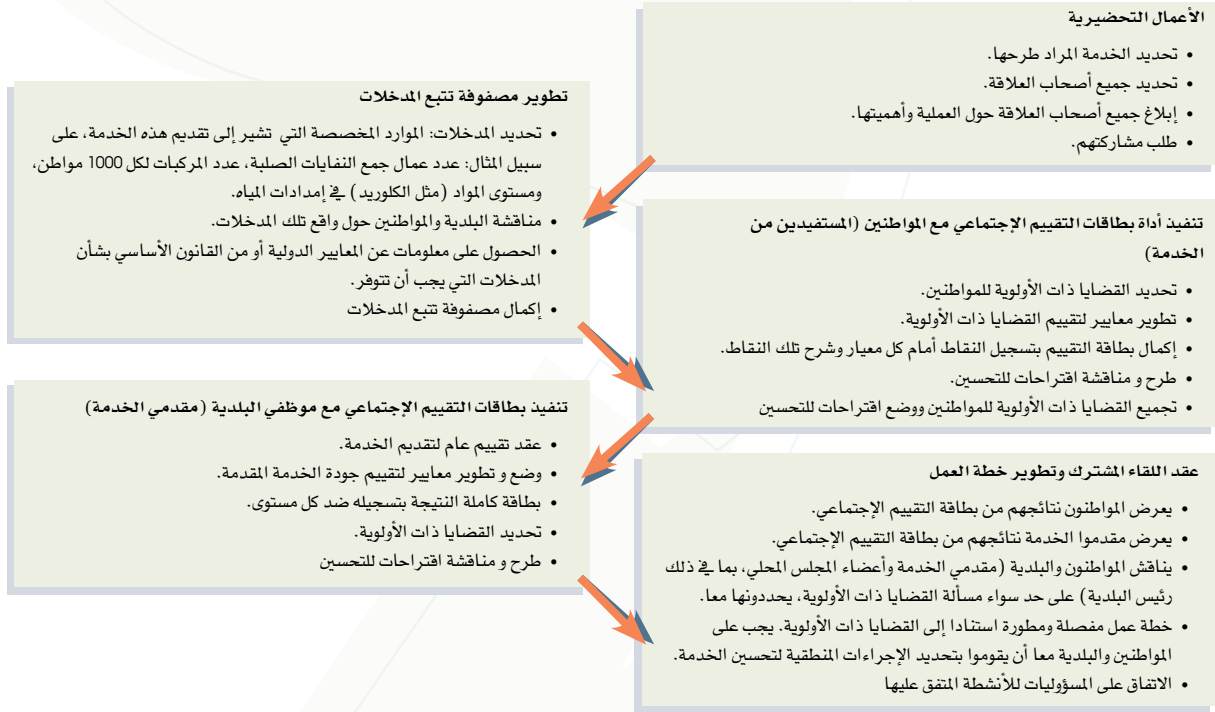 الأعمال التحضيرية
• تحديد الخدمة المراد طرحها.
• تحديد جميع أصحاب العلاقة.
• إبلاغ جميع أصحاب العلاقة حول العملية وأهميتها.
• طلب مشاركتهم.
تطوير مصفوفة تتبع المدخلات
• تحديد المدخلات: الموارد المخصصة التي تشير إلى تقديم هذه الخدمة، على
سبيل المثال: عدد عمال جمع النفايات الصلبة، عدد المركبات لكل 1000 مواطن،
ومستوى المواد (مثل الكلوريد) في إمدادات المياه.
• مناقشة البلدية والمواطنين حول واقع تلك المدخلات.
• الحصول على معلومات عن المعايير الدولية أو من القانون الأساسي بشأن
المدخلات التي يجب أن تتوفر.
• إكمال مصفوفة تتبع المدخلات
تنفيذ أداة بطاقات التقييم الإجتماعي مع المواطنين (المستفيدين من
الخدمة)
• تحديد القضايا ذات الأولوية للمواطنين.
• تطوير معايير لتقييم القضايا ذات الأولوية.
• إكمال بطاقة التقييم بتسجيل النقاط أمام كل معيار وشرح تلك النقاط.
• طرح و مناقشة اقتراحات للتحسين.
• تجميع القضايا ذات الأولوية للمواطنين ووضع اقتراحات للتحسين
تنفيذ بطاقات التقييم الإجتماعي مع موظفي البلدية (مقدمي الخدمة)
• عقد تقييم عام لتقديم الخدمة.
• وضع و تطوير معايير لتقييم جودة الخدمة المقدمة.
• بطاقة كاملة النتيجة بتسجيله ضد كل مستوى.
• تحديد القضايا ذات الأولوية.
• طرح و مناقشة اقتراحات للتحسين
عقد اللقاء المشترك وتطوير خطة العمل
• يعرض المواطنون نتائجهم من بطاقة التقييم الإجتماعي.
• يعرض مقدموا الخدمة نتائجهم من بطاقة التقييم الإجتماعي.
• يناقش المواطنون والبلدية (مقدمي الخدمة وأعضاء المجلس المحلي، بما في ذلك
رئيس البلدية) على حد سواء مسألة القضايا ذات الأولوية، يحددونها معا.
• خطة عمل مفصلة ومطورة استنادا إلى القضايا ذات الأولوية. يجب على
المواطنين والبلدية معا أن يقوموا بتحديد الإجراءات المنطقية لتحسين الخدمة.
• الاتفاق على المسؤوليات للأنشطة المتفق عليها